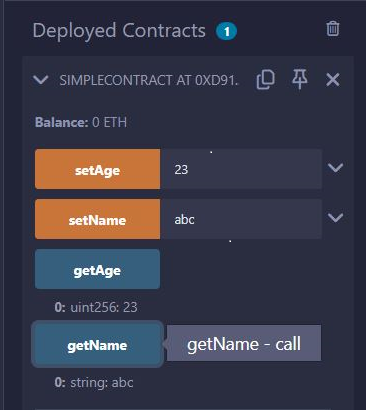 Deployed Contracts 1
SIMPLECONTRACT AT 0XD91.
Balance: 0 ETH
setAge 23
setName abc
getAge
0: uint256: 23
getName getName - call
0: string: abc